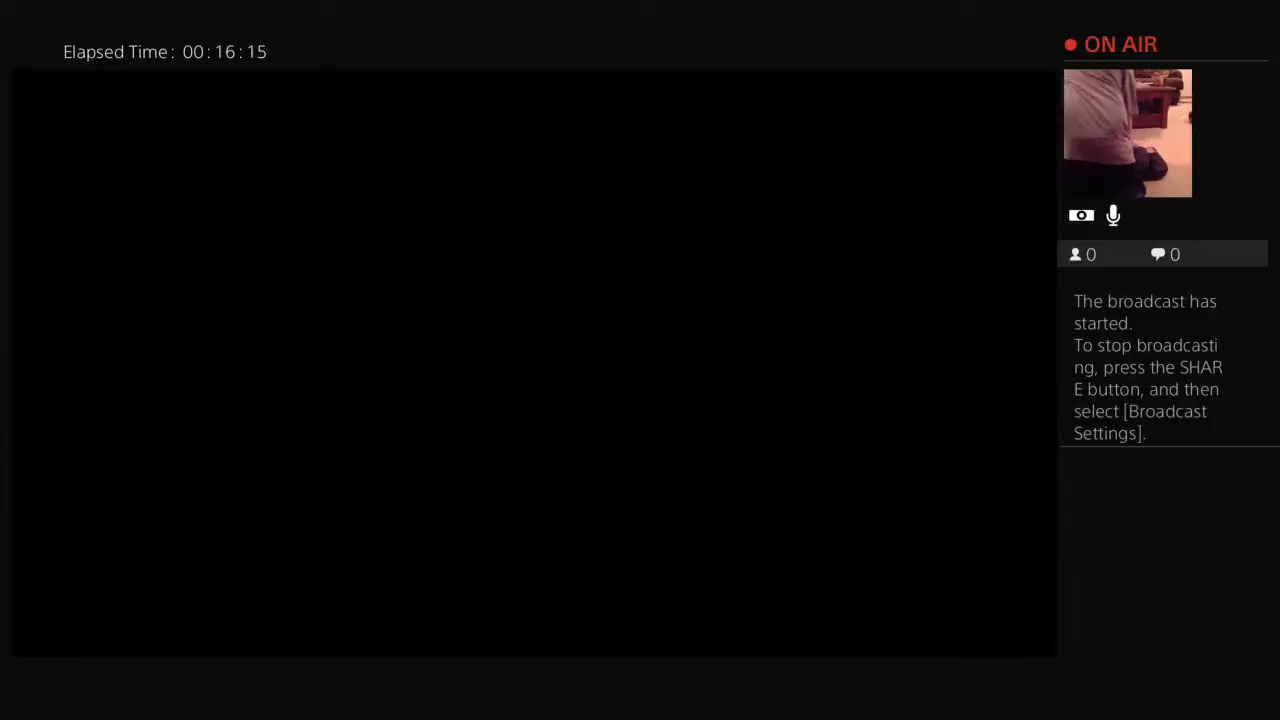 Elapsed Time: 00:16:15
ON AIR
0 0
The broadcast has
started.
To stop broadcasti
ng, press the SHAR
E button, and then
select [Broadcast
Settings].